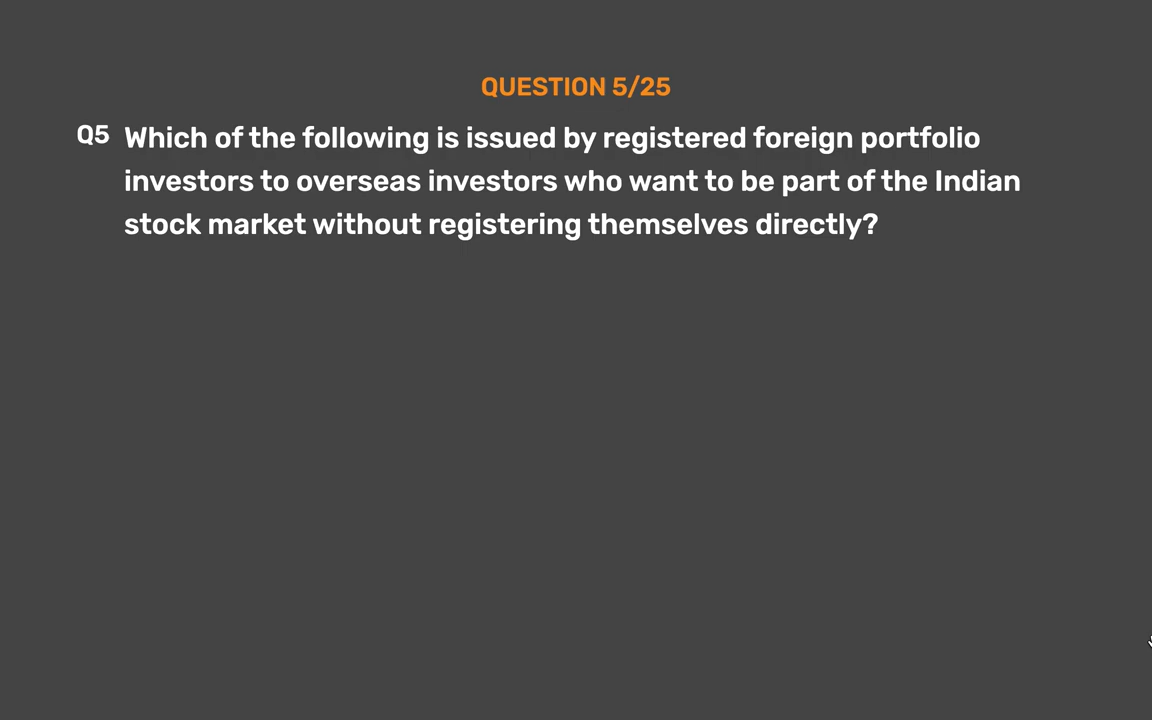 QUESTION 5/25
Q5 Which of the following is issued by registered foreign portfolio
investors to overseas investors who want to be part of the Indian
stock market without registering themselves directly?